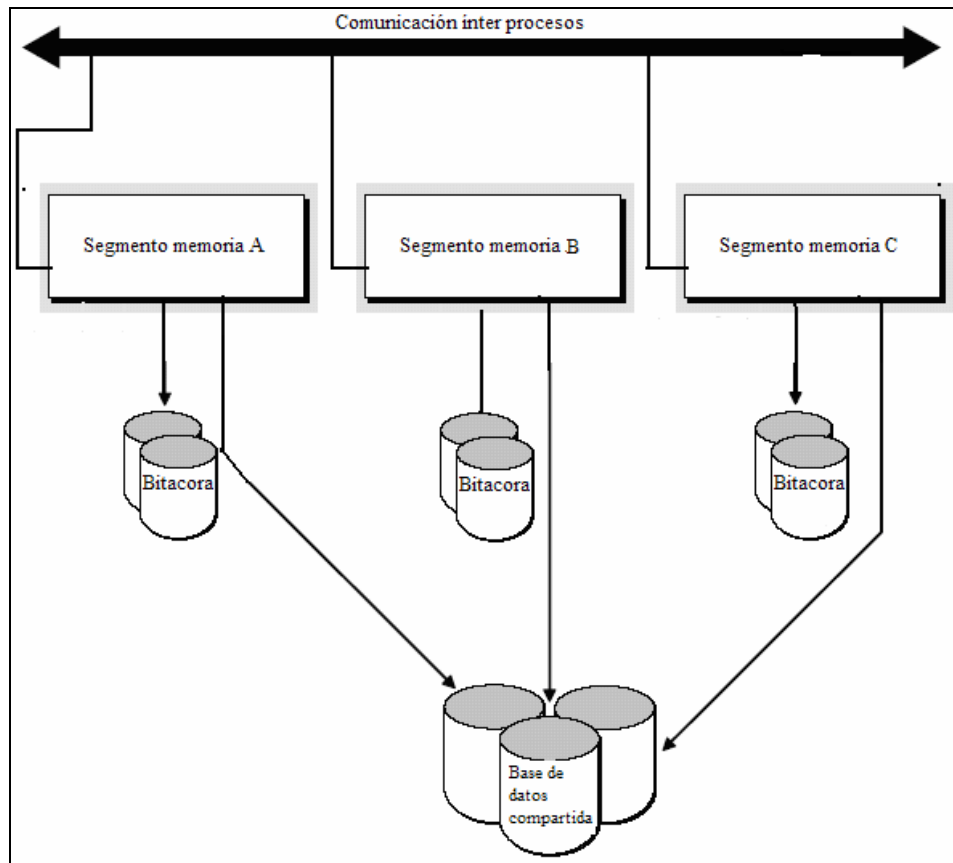 Comunicación inter procesos
Segmento memoria A
Segmento memoria B
Segmento memoria C
Bitacora
Bitacora
Bitacora
Base de
datos
compartida